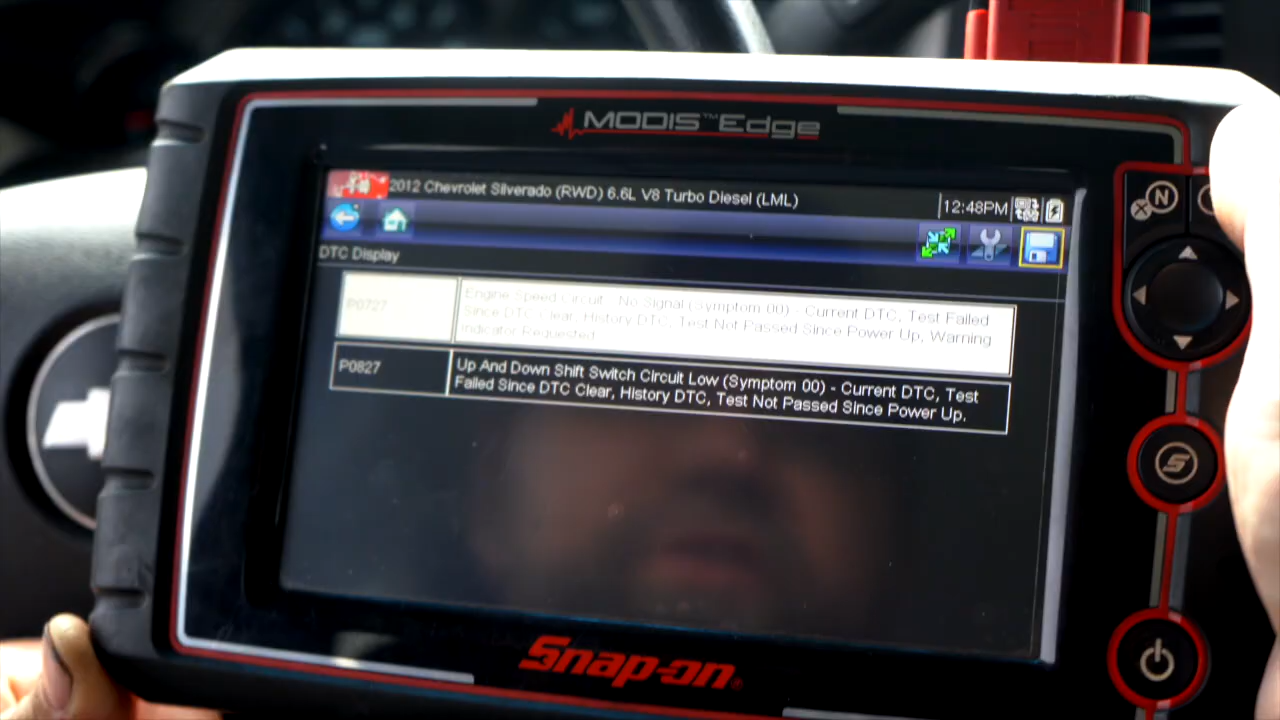 MODIS™ Edge
2012 Chevrolet Silverado (RWD) 6.6L V8 Turbo Diesel (LML)
12:48PM
N
X
DTC Display
P0727
Engine Speed Circuit - No Signal (Symptom 00) - Current DTC, Test Failed
Since DTC Clear, History DTC, Test Not Passed Since Power Up, Warning
Indicator Requested.
P0827
Up And Down Shift Switch Circuit Low (Symptom 00) - Current DTC, Test
Failed Since DTC Clear, History DTC, Test Not Passed Since Power Up.
S
Snap-on